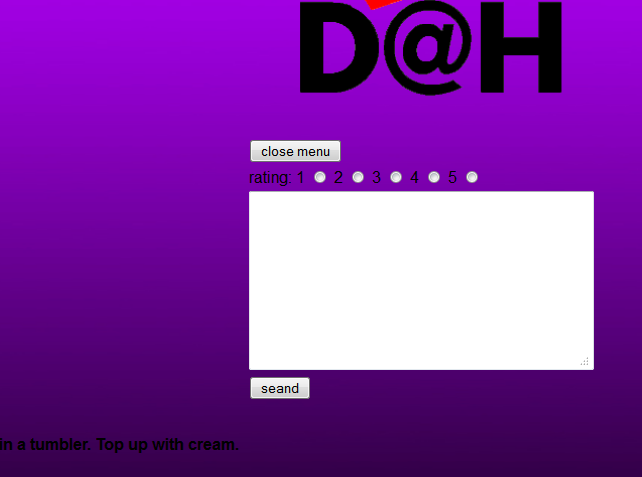 D@H
close menu
rating: 1 2 3 4 5
seand
in a tumbler. Top up with cream.